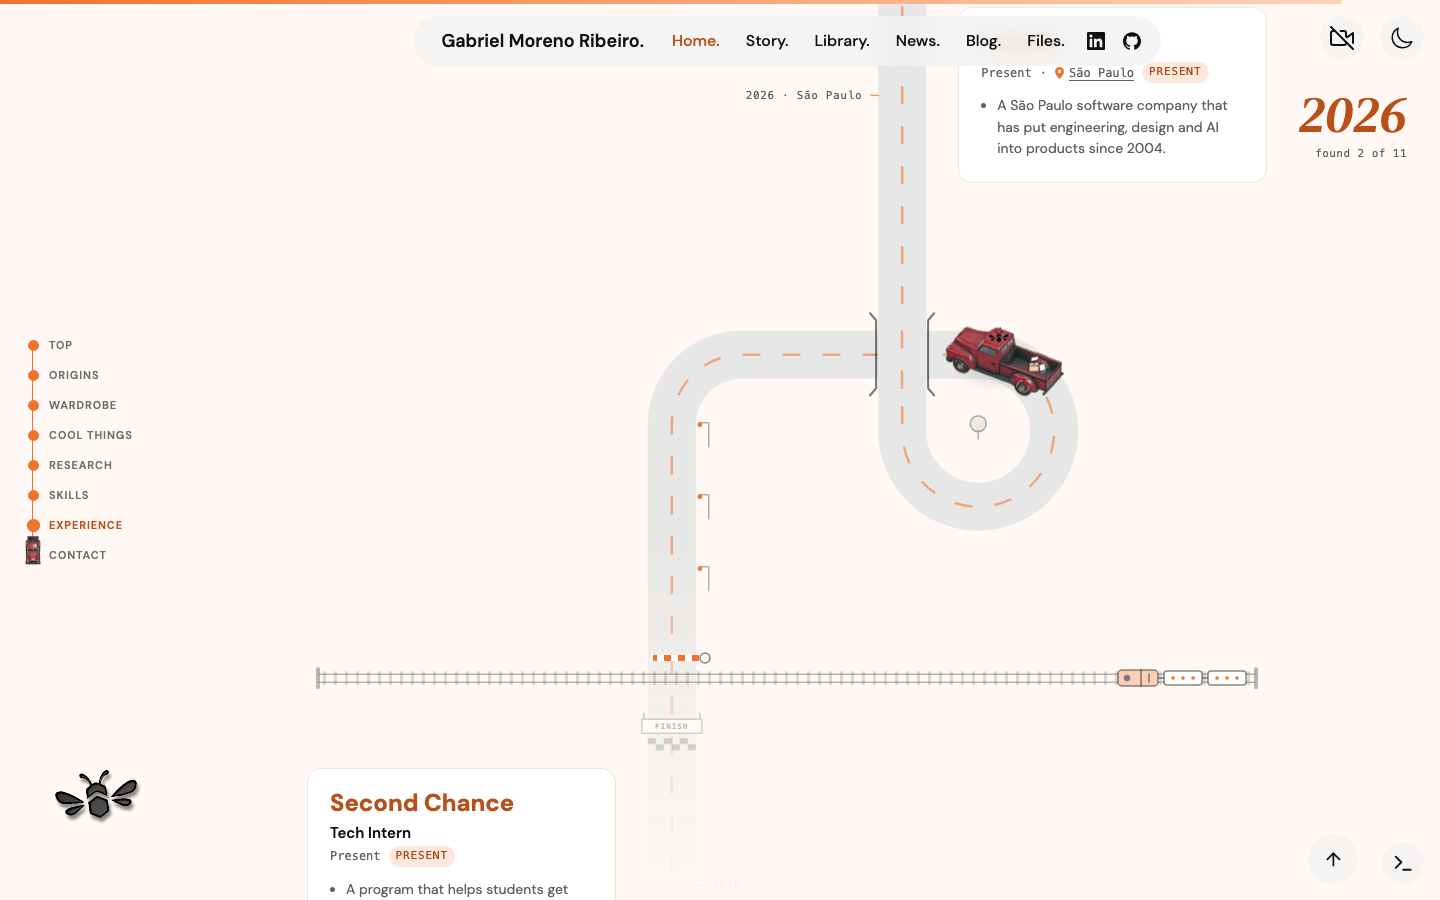 Gabriel Moreno Ribeiro.
Home.
Story.
Library.
News.
Blog.
Files.
Present · São Paulo PRESENT
2026 · São Paulo
A São Paulo software company that
has put engineering, design and AI
into products since 2004.
2026
found 2 of 11
TOP
ORIGINS
WARDROBE
COOL THINGS
RESEARCH
SKILLS
EXPERIENCE
CONTACT
FINISH
Second Chance
Tech Intern
Present PRESENT
A program that helps students get
2026